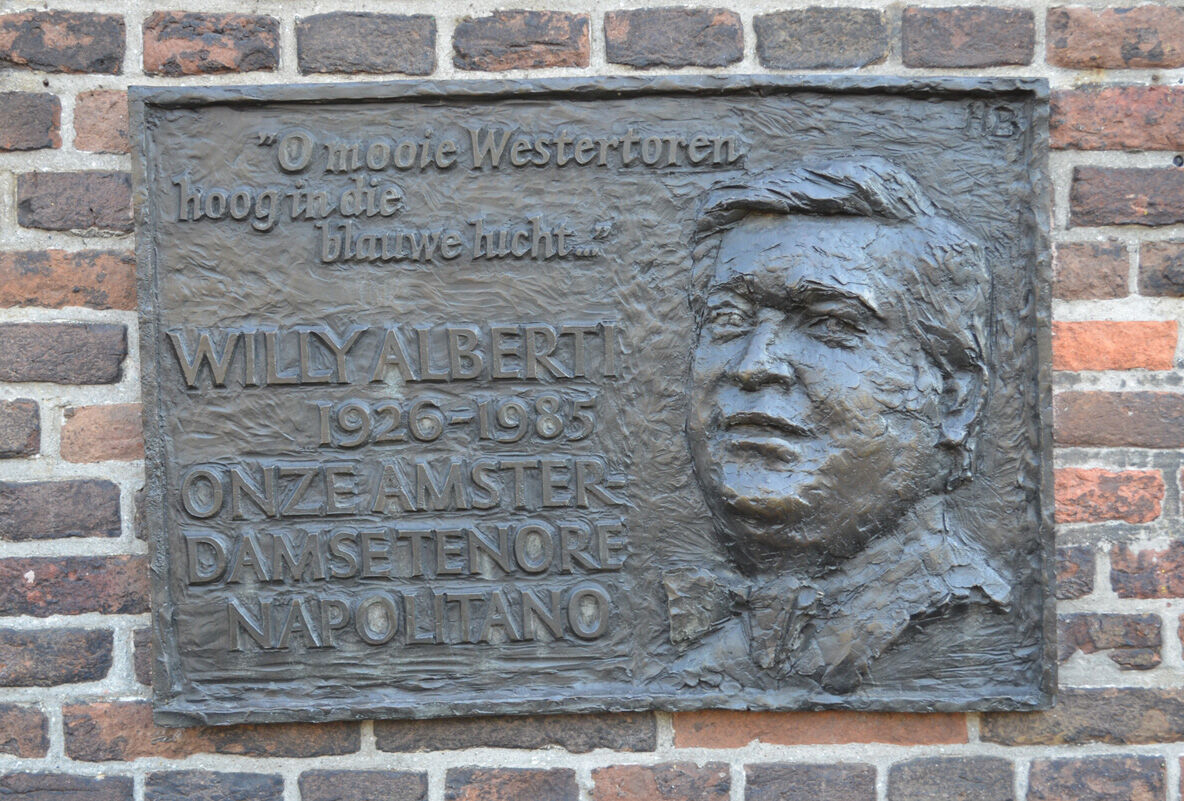 HB
"O mooie Westertoren
hoog in die
blauwe lucht..."
WILLY ALBERTI
1926-1985
ONZE AMSTER-
DAMSE TENORE
NAPOLITANO